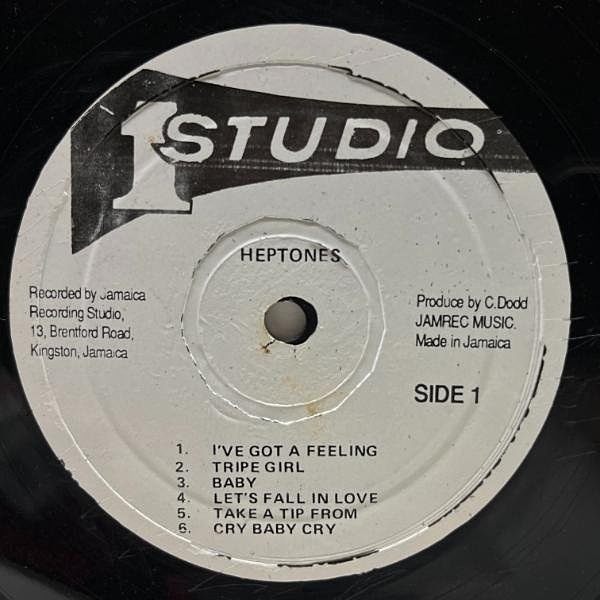 1 STUDIO
HEPTONES
Recorded by Jamaica
Recording Studio,
13, Brentford Road,
Kingston, Jamaica
Produce by C.Dodd
JAMREC MUSIC.
Made in Jamaica
SIDE 1
1. I'VE GOT A FEELING
2. TRIPE GIRL
3. BABY
4. LET'S FALL IN LOVE
5. TAKE A TIP FROM
6. CRY BABY CRY